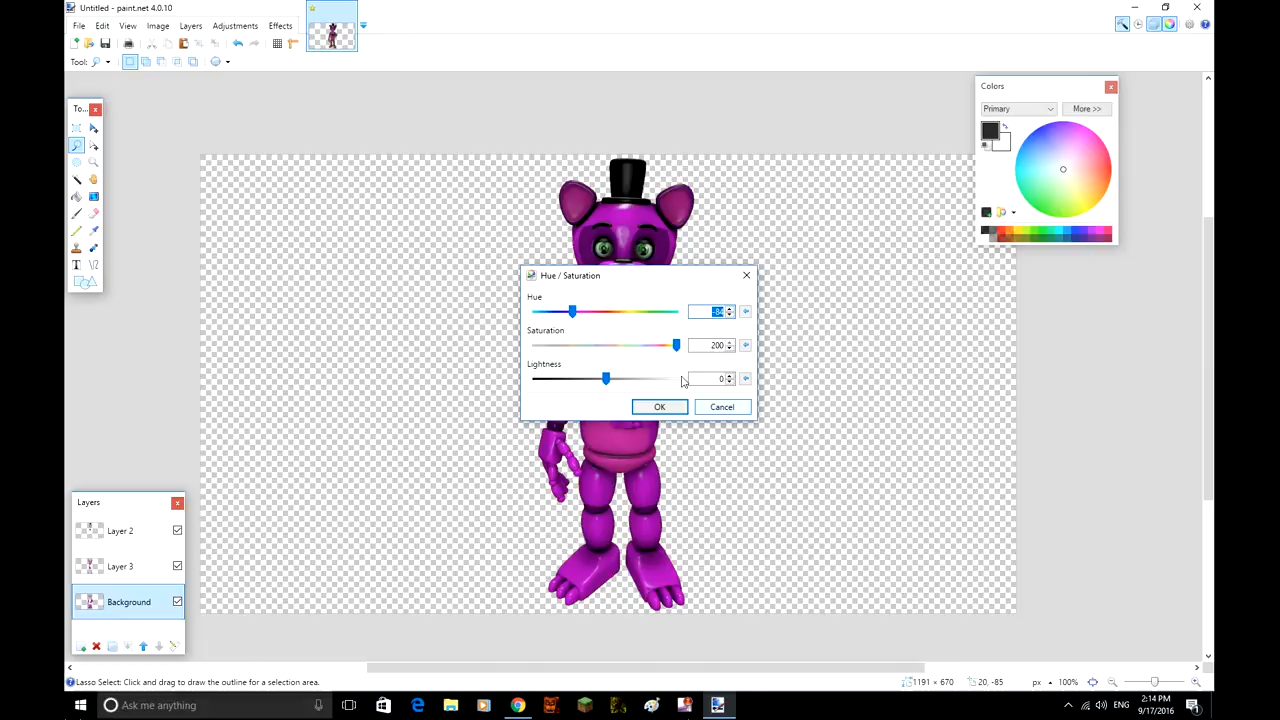 Untitled - paint.net 4.0.10
File Edit View Image Layers Adjustments Effects
Tool:
To...
Colors
Primary More >>
Hue / Saturation
Hue
-84
Saturation
200
Lightness
0
OK Cancel
T
Layers
Layer 2
Layer 3
Background
Lasso Select: Click and drag to draw the outline for a selection area.
1191 × 670 20, -85 px 100%
Ask me anything
ENG 2:14 PM
9/17/2016